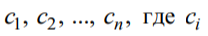 c₁, c₂, ..., cₙ, где cᵢ